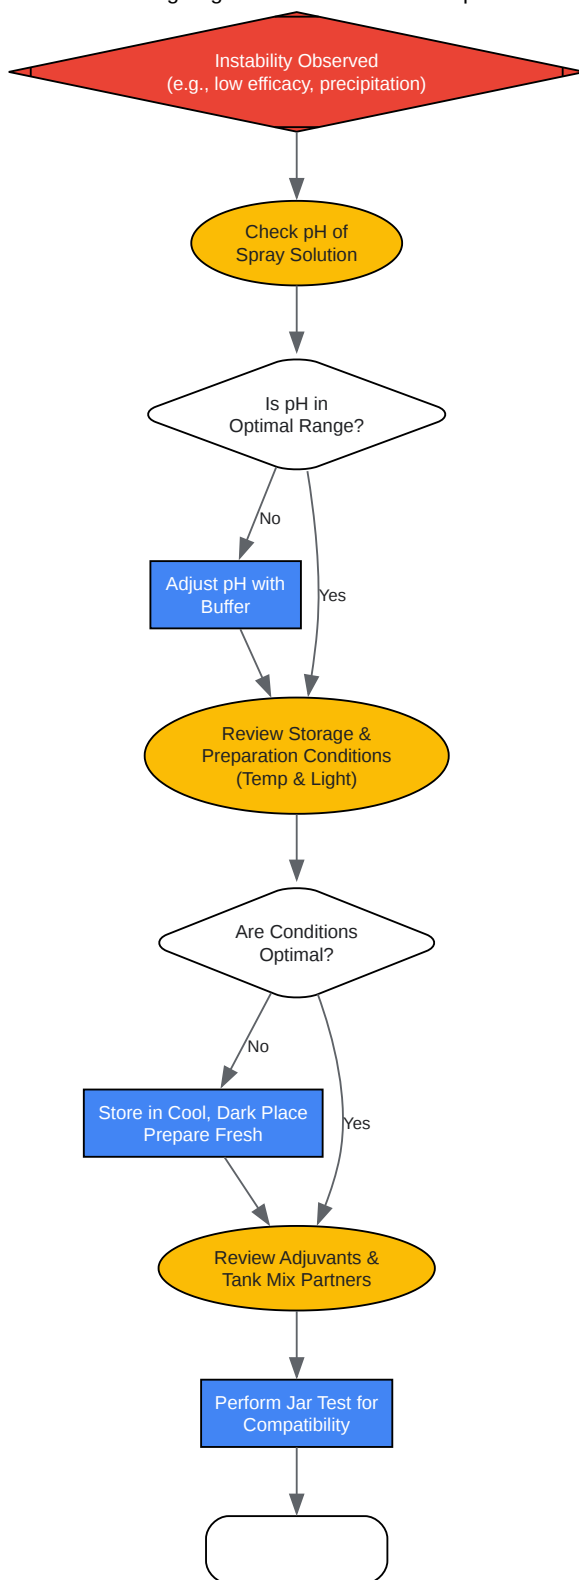 Instability Observed
(e.g., low efficacy, precipitation)
Check pH of
Spray Solution
Is pH in
Optimal Range?
No
Adjust pH with
Buffer
Yes
Review Storage &
Preparation Conditions
(Temp & Light)
Are Conditions
Optimal?
No
Store in Cool, Dark Place
Prepare Fresh
Yes
Review Adjuvants &
Tank Mix Partners
Perform Jar Test for
Compatibility